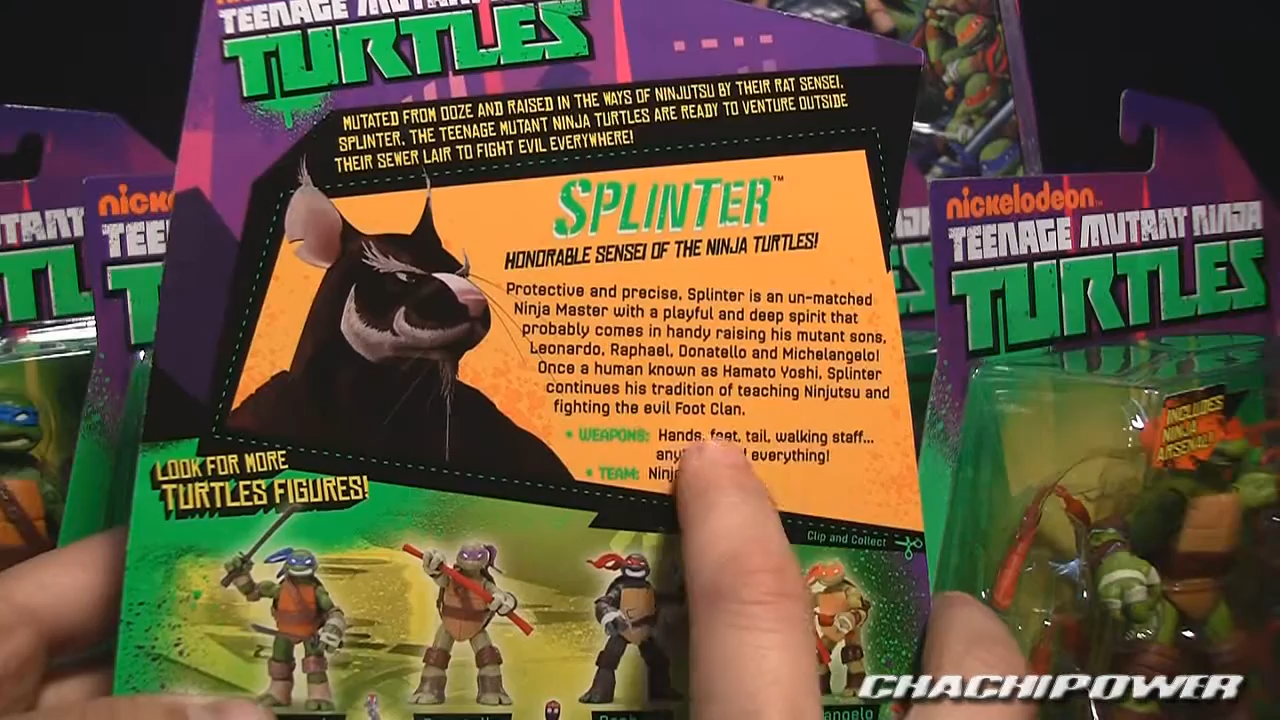 TEENAGE MUTANT
TURTLES
MUTATED FROM OOZE AND RAISED IN THE WAYS OF NINJUTSU BY THEIR RAT SENSEI,
SPLINTER, THE TEENAGE MUTANT NINJA TURTLES ARE READY TO VENTURE OUTSIDE
THEIR SEWER LAIR TO FIGHT EVIL EVERYWHERE!
SPLINTER™
HONORABLE SENSEI OF THE NINJA TURTLES!
Protective and precise, Splinter is an un-matched
Ninja Master with a playful and deep spirit that
probably comes in handy raising his mutant sons,
Leonardo, Raphael, Donatello and Michelangelo!
Once a human known as Hamato Yoshi, Splinter
continues his tradition of teaching Ninjutsu and
fighting the evil Foot Clan.
• WEAPONS: Hands, feet, tail, walking staff...
everything!
• TEAM:
Clip and Collect
LOOK FOR MORE
TURTLES FIGURES!
nickelodeon™
TEENAGE MUTANT NINJA
TURTLES
INCLUDES
NINJA
ARSENAL!
CHACHIPOWER